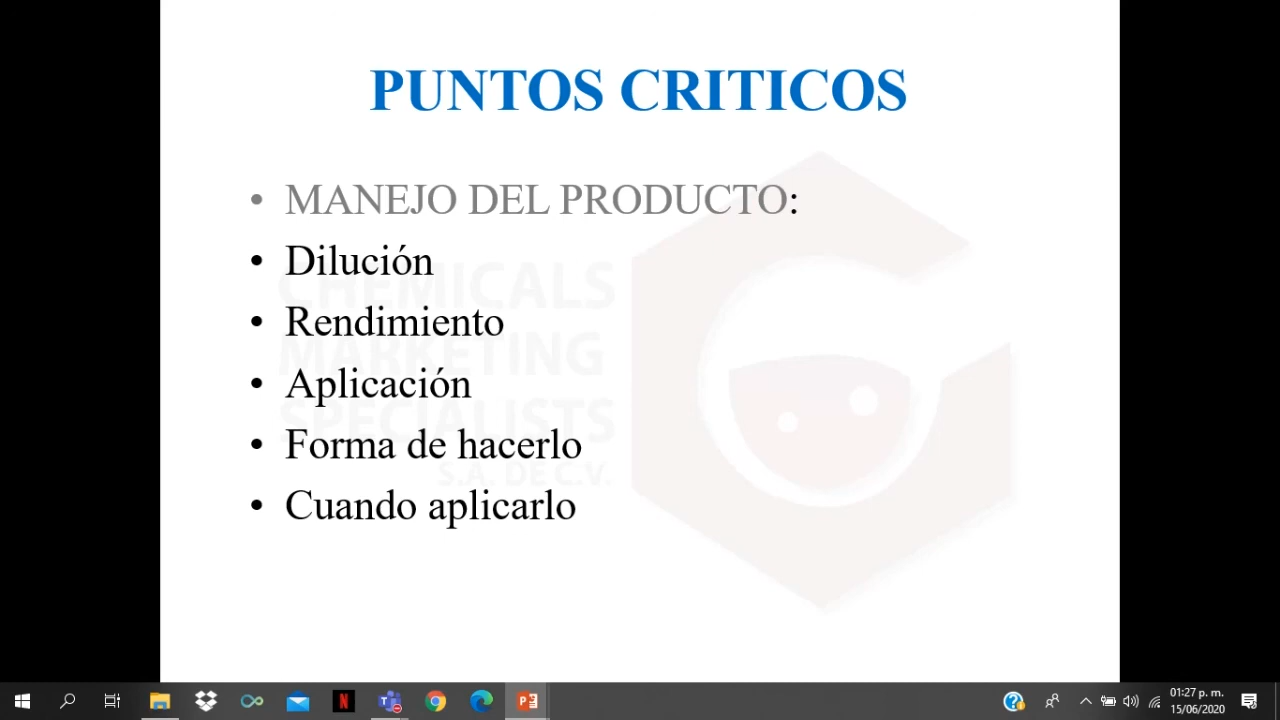 PUNTOS CRITICOS
• MANEJO DEL PRODUCTO:
• Dilución
• Rendimiento
• Aplicación
• Forma de hacerlo
• Cuando aplicarlo
CHEMICALS
MARKETING
SPECIALISTS
S.A. DE C.V.
01:27 p. m.
15/06/2020